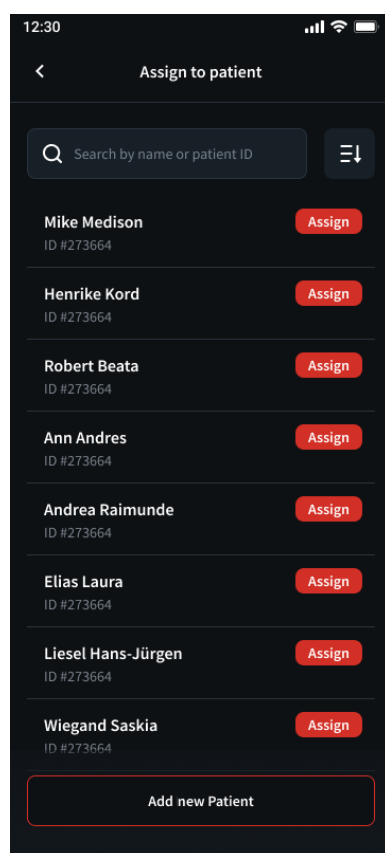 12:30
Assign to patient
Search by name or patient ID
Mike Medison
Assign
ID #273664
Henrike Kord
Assign
ID #273664
Robert Beata
Assign
ID #273664
Ann Andres
Assign
ID #273664
Andrea Raimunde
Assign
ID #273664
Elias Laura
Assign
ID #273664
Liesel Hans-Jürgen
Assign
ID #273664
Wiegand Saskia
Assign
ID #273664
Add new Patient